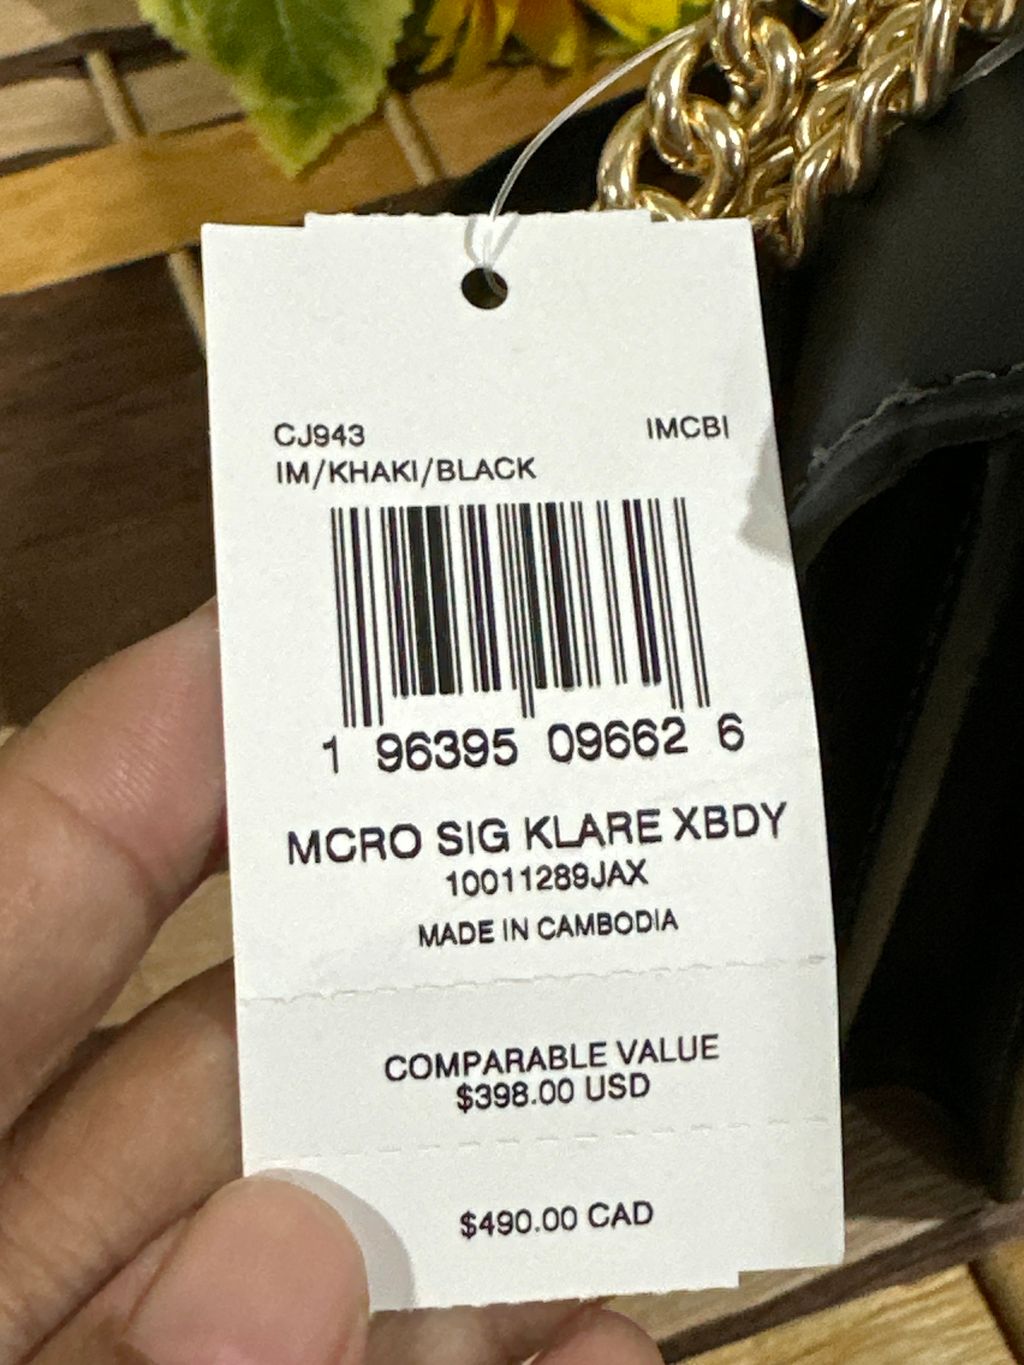 CJ943 IMCBI
IM/KHAKI/BLACK
1 96395 09662 6
MCRO SIG KLARE XBDY
10011289JAX
MADE IN CAMBODIA
COMPARABLE VALUE
$398.00 USD
$490.00 CAD